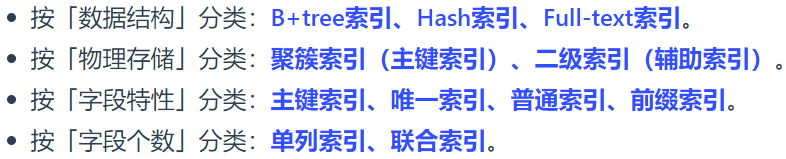 按「数据结构」分类：B+tree索引、Hash索引、Full-text索引。
按「物理存储」分类：聚簇索引（主键索引）、二级索引（辅助索引）。
按「字段特性」分类：主键索引、唯一索引、普通索引、前缀索引。
按「字段个数」分类：单列索引、联合索引。